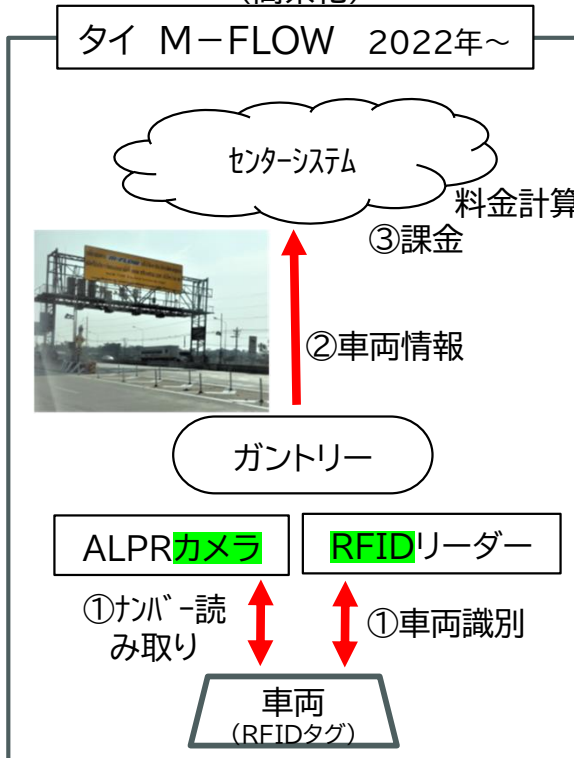 タイ M－FLOW 2022年～
センターシステム
料金計算
③課金
M-FLOW
②車両情報
ガントリー
ALPRカメラ
RFIDリーダー
①ナンバｰ読
み取り
①車両識別
車両
(RFIDタグ)